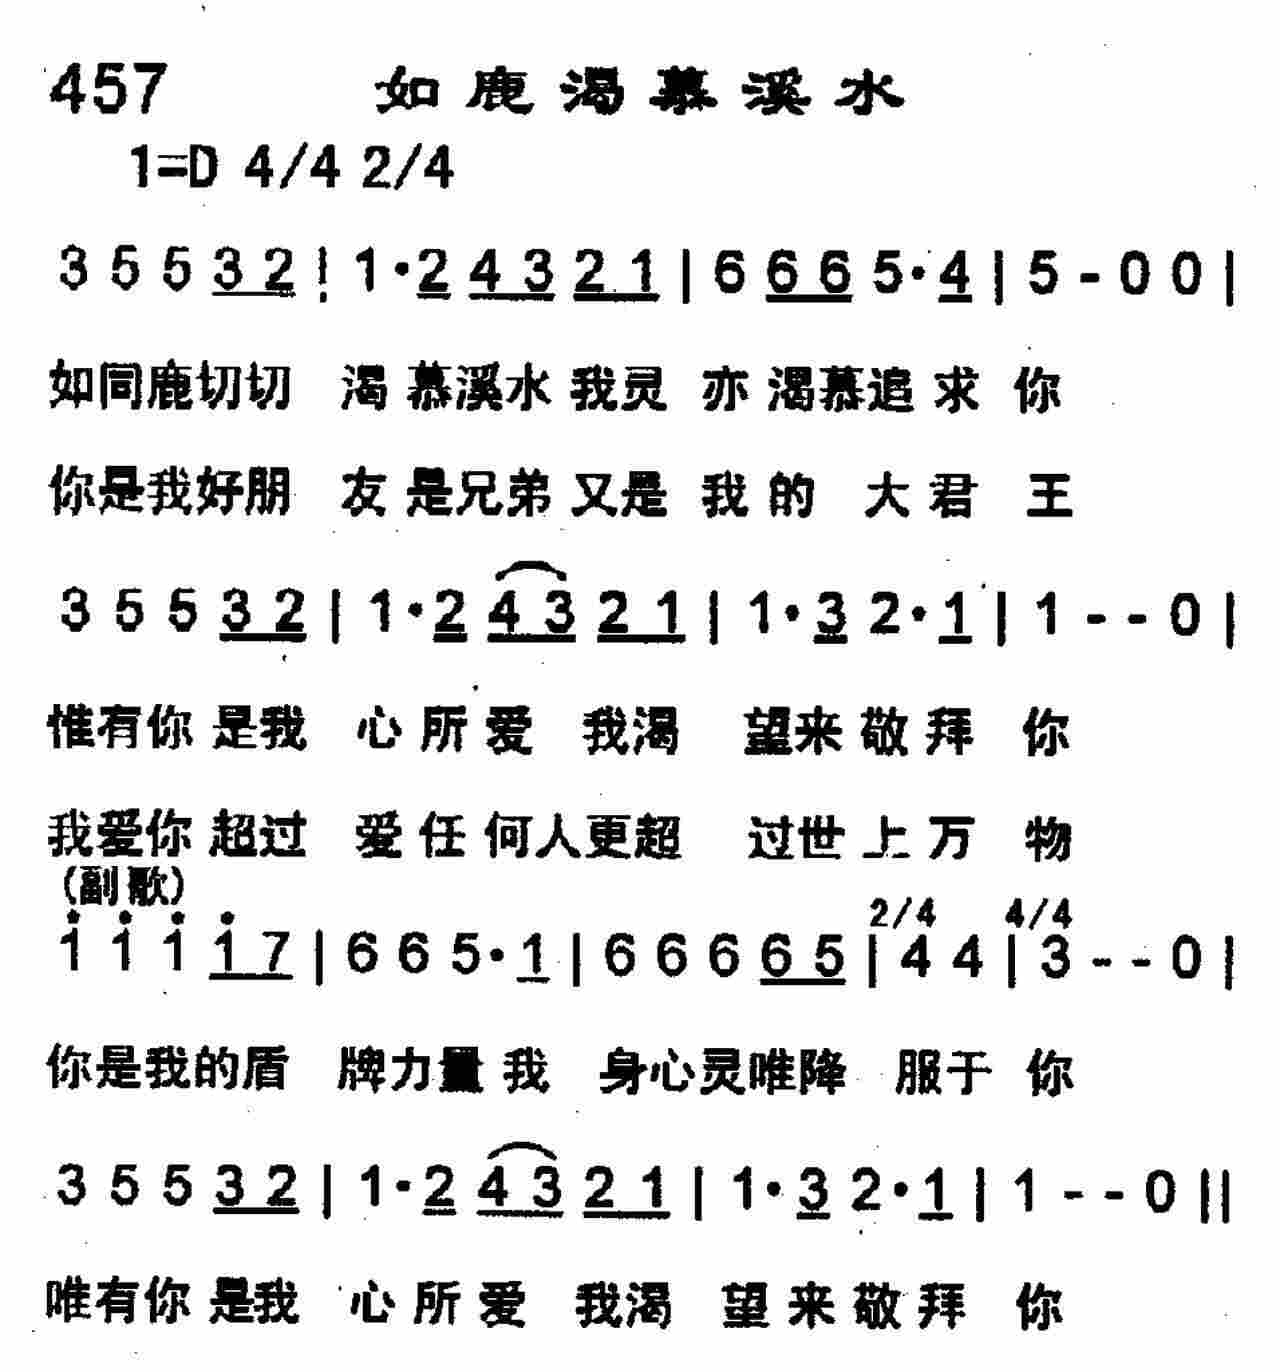 457 如鹿渴慕溪水
1=D 4/4 2/4
3 5 5 3 2 | 1·2 4 3 2 1 | 6 6 6 5·4 | 5 - 0 0 |
如同鹿切切 渴慕溪水我灵 亦渴慕追求 你
你是我好朋 友是兄弟又是 我的 大君 王
3 5 5 3 2 | 1·2 4 3 2 1 | 1·3 2·1 | 1 - - 0 |
惟有你是我 心所爱 我渴 望来敬拜 你
我爱你超过 爱任何人更超 过世上万 物
(副歌)
2/4 4/4
1 1 1 1 7 | 6 6 5·1 | 6 6 6 6 5 | 4 4 | 3 - - 0 |
你是我的盾 牌力量我 身心灵唯降 服于 你
3 5 5 3 2 | 1·2 4 3 2 1 | 1·3 2·1 | 1 - - 0 ||
唯有你是我 心所爱 我渴 望来敬拜 你